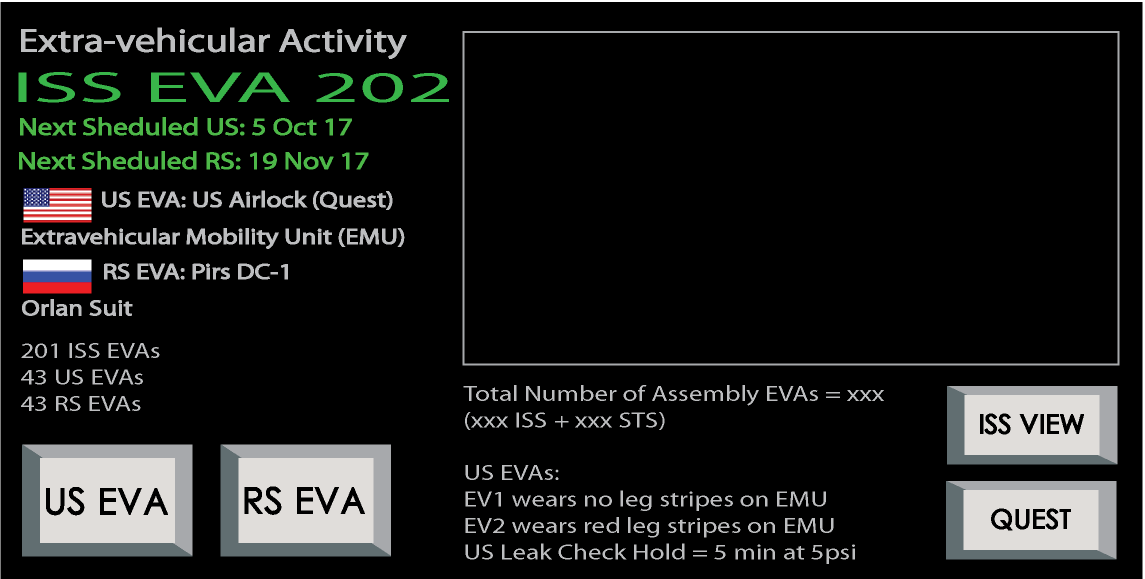 Extra-vehicular Activity
ISS EVA 202
Next Sheduled US: 5 Oct 17
Next Sheduled RS: 19 Nov 17
US EVA: US Airlock (Quest)
Extravehicular Mobility Unit (EMU)
RS EVA: Pirs DC-1
Orlan Suit
201 ISS EVAs
43 US EVAs
43 RS EVAs
US EVA
RS EVA
Total Number of Assembly EVAs = xxx
(xxx ISS + xxx STS)
US EVAs:
EV1 wears no leg stripes on EMU
EV2 wears red leg stripes on EMU
US Leak Check Hold = 5 min at 5psi
ISS VIEW
QUEST